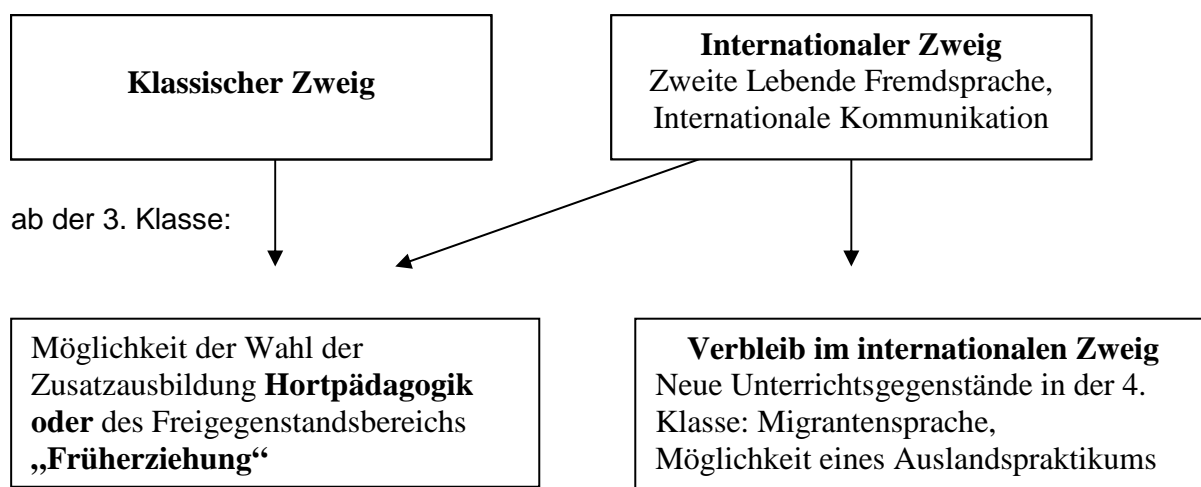 Klassischer Zweig
Internationaler Zweig
Zweite Lebende Fremdsprache,
Internationale Kommunikation
ab der 3. Klasse:
Möglichkeit der Wahl der
Zusatzausbildung Hortpädagogik
oder des Freigegenstandsbereichs
„Früherziehung“
Verbleib im internationalen Zweig
Neue Unterrichtsgegenstände in der 4.
Klasse: Migrantensprache,
Möglichkeit eines Auslandspraktikums